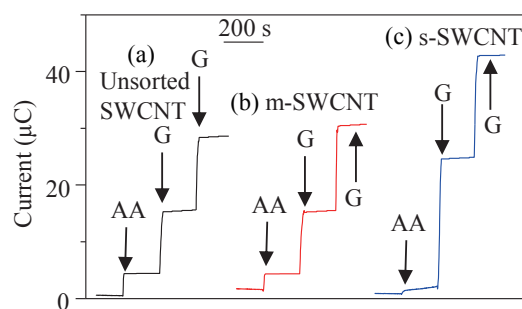 200 s
(a)
Unsorted
SWCNT
G
G
AA
(b) m-SWCNT
G
AA
G
(c) s-SWCNT
G
G
AA
Current (μC)
40
20
0